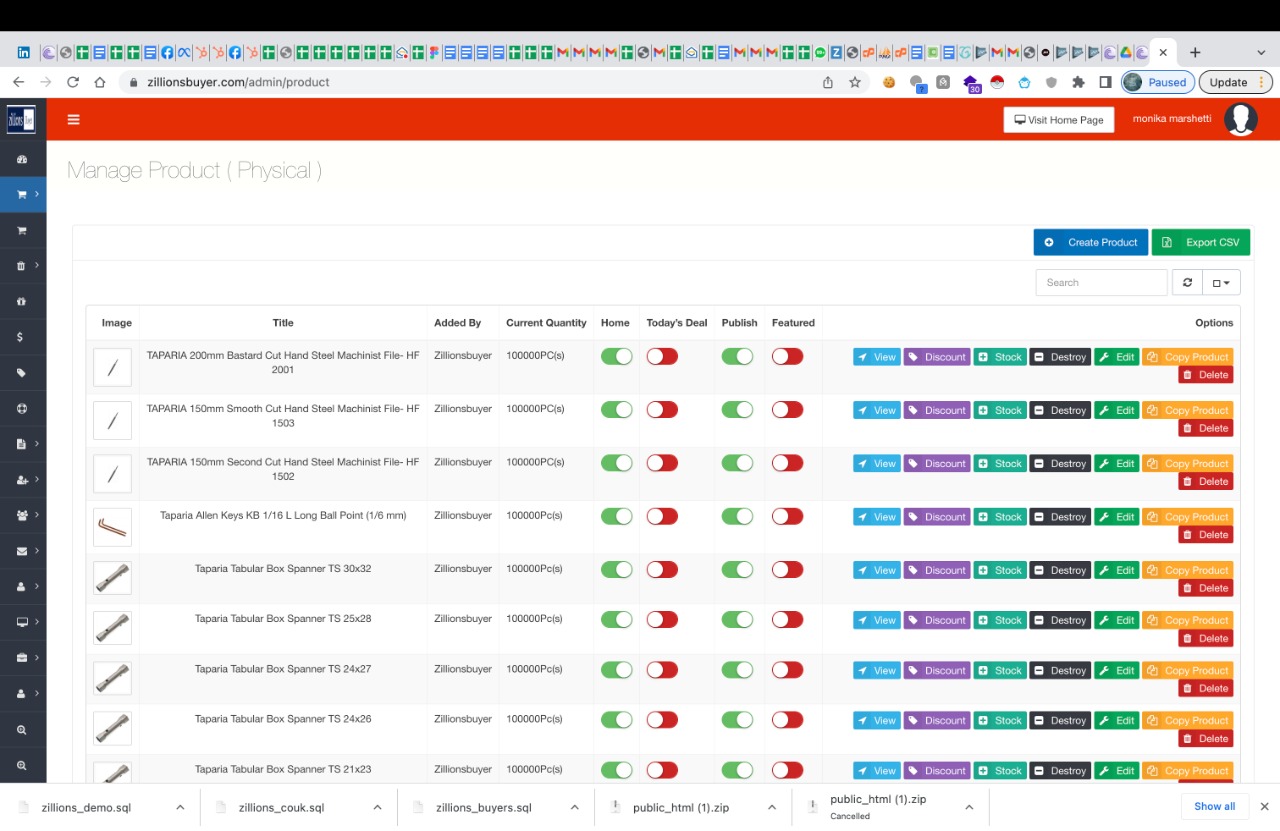 zillionsbuyer.com/admin/product
30
Paused
Update
zillions
Visit Home Page
monika marshetti
Manage Product ( Physical )
Create Product
Export CSV
Search
Image Title Added By Current Quantity Home Today's Deal Publish Featured Options
TAPARIA 200mm Bastard Cut Hand Steel Machinist File- HF
2001
Zillionsbuyer 100000PC(s)
View Discount Stock Destroy Edit Copy Product
Delete
TAPARIA 150mm Smooth Cut Hand Steel Machinist File- HF
1503
Zillionsbuyer 100000PC(s)
View Discount Stock Destroy Edit Copy Product
Delete
TAPARIA 150mm Second Cut Hand Steel Machinist File- HF
1502
Zillionsbuyer 100000PC(s)
View Discount Stock Destroy Edit Copy Product
Delete
Taparia Allen Keys KB 1/16 L Long Ball Point (1/6 mm) Zillionsbuyer 100000Pc(s)
View Discount Stock Destroy Edit Copy Product
Delete
Taparia Tabular Box Spanner TS 30x32 Zillionsbuyer 100000Pc(s)
View Discount Stock Destroy Edit Copy Product
Delete
Taparia Tabular Box Spanner TS 25x28 Zillionsbuyer 100000Pc(s)
View Discount Stock Destroy Edit Copy Product
Delete
Taparia Tabular Box Spanner TS 24x27 Zillionsbuyer 100000Pc(s)
View Discount Stock Destroy Edit Copy Product
Delete
Taparia Tabular Box Spanner TS 24x26 Zillionsbuyer 100000Pc(s)
View Discount Stock Destroy Edit Copy Product
Delete
Taparia Tabular Box Spanner TS 21x23 Zillionsbuyer 100000Pc(s)
View Discount Stock Destroy Edit Copy Product
zillions_demo.sql
zillions_couk.sql
zillions_buyers.sql
public_html (1).zip
public_html (1).zip
Cancelled
Show all